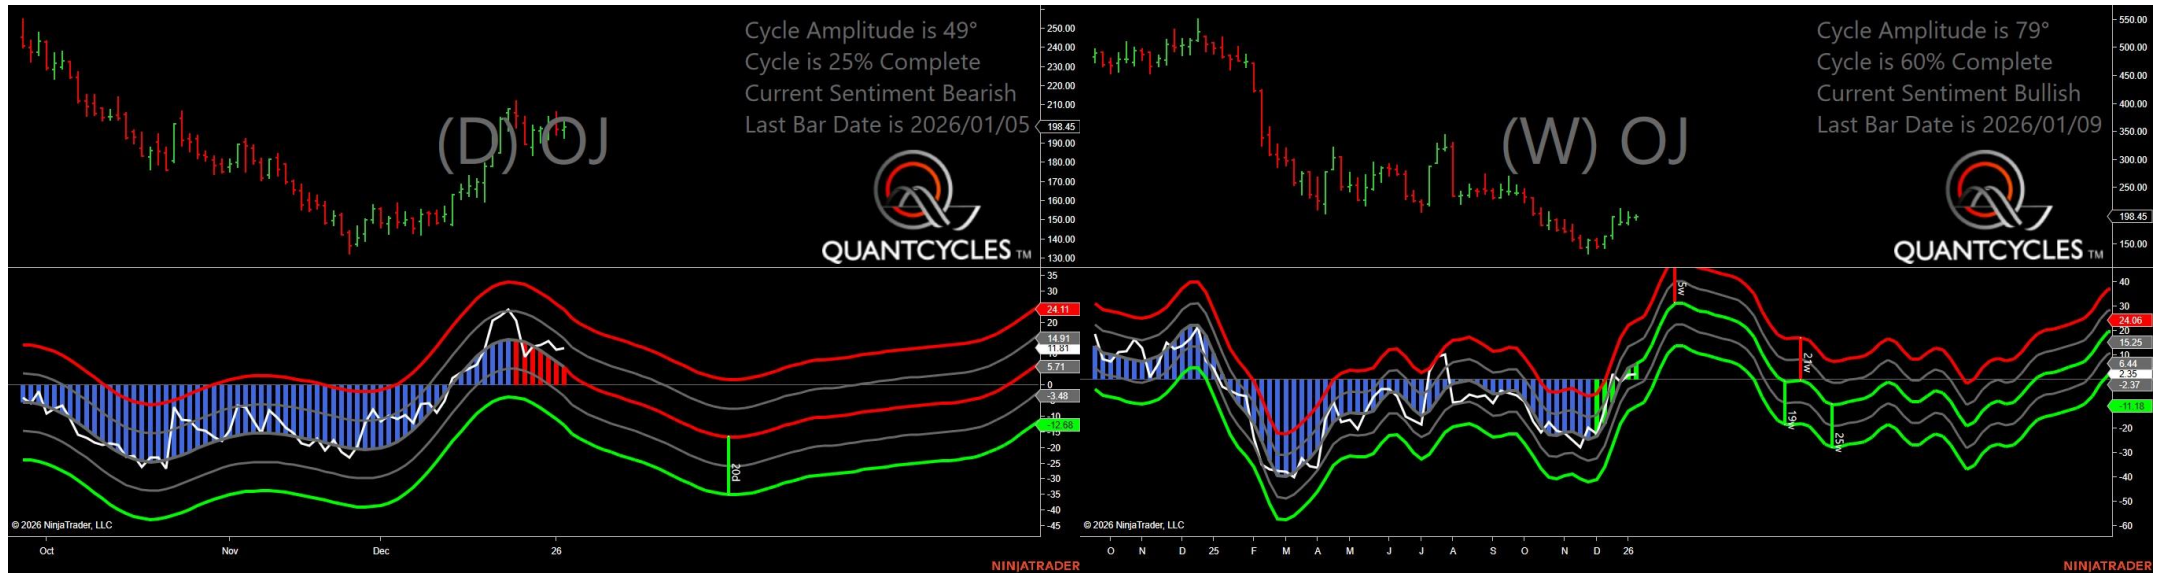 Cycle Amplitude is 49°
Cycle is 25% Complete
Current Sentiment Bearish
Last Bar Date is 2026/01/05
(D) OJ
QUANTCYCLES TM
250.00
240.00
230.00
220.00
210.00
198.45
190.00
180.00
170.00
160.00
150.00
140.00
130.00
35
30
24.11
20
14.91
11.81
10
5.71
0
-3.48
-10
-12.68
-15
-20
-25
-30
-35
-40
-45
20d
© 2026 NinjaTrader, LLC
Oct Nov Dec 26
NINJATRADER
Cycle Amplitude is 79°
Cycle is 60% Complete
Current Sentiment Bullish
Last Bar Date is 2026/01/09
(W) OJ
QUANTCYCLES TM
550.00
500.00
450.00
400.00
350.00
300.00
250.00
198.45
150.00
40
30
24.06
20
15.25
10
6.44
2.35
-2.37
-11.18
-20
-30
-40
-50
-60
5w
21w
19w
25w
© 2026 NinjaTrader, LLC
O N D 25 F M A M J J A S O N D 26
NINJATRADER